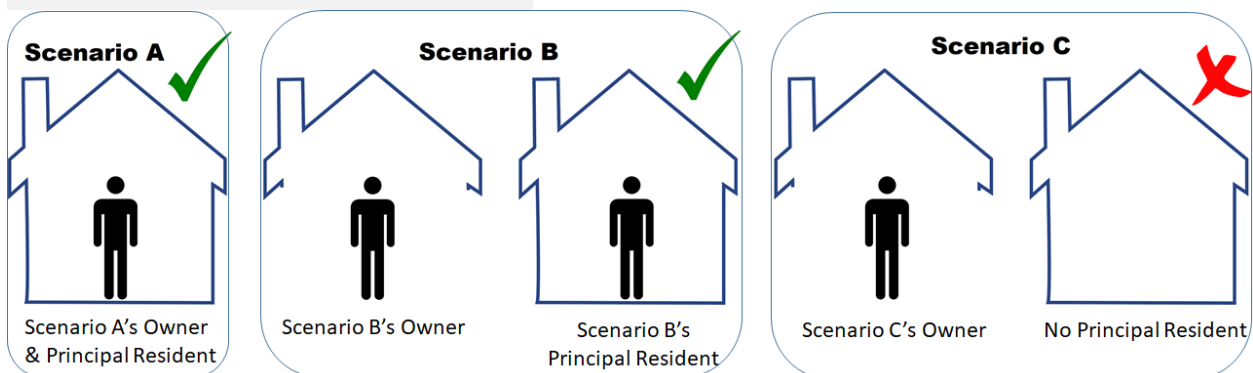 Scenario A
Scenario A’s Owner
& Principal Resident
Scenario B
Scenario B’s Owner
Scenario B’s
Principal Resident
Scenario C
Scenario C’s Owner
No Principal Resident